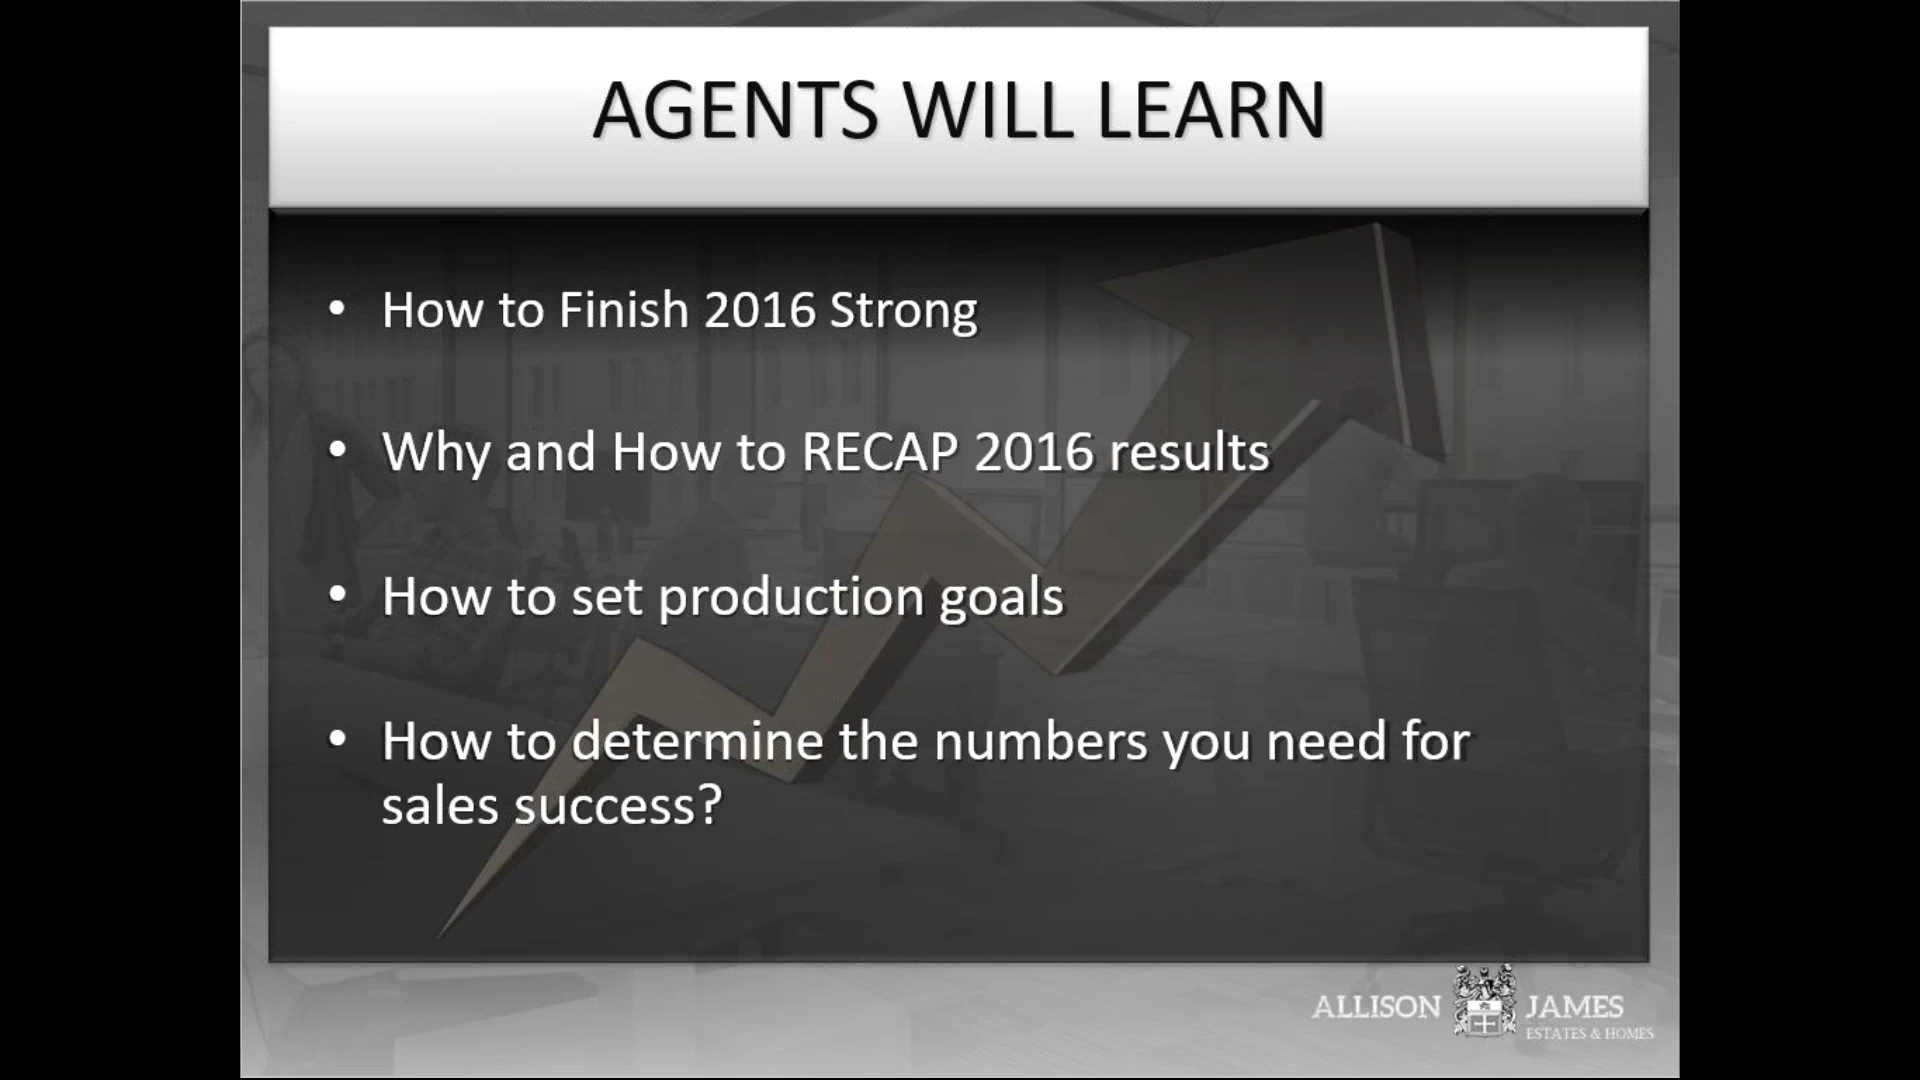 AGENTS WILL LEARN
• How to Finish 2016 Strong
• Why and How to RECAP 2016 results
• How to set production goals
• How to determine the numbers you need for
sales success?
ALLISON JAMES
ESTATES & HOMES